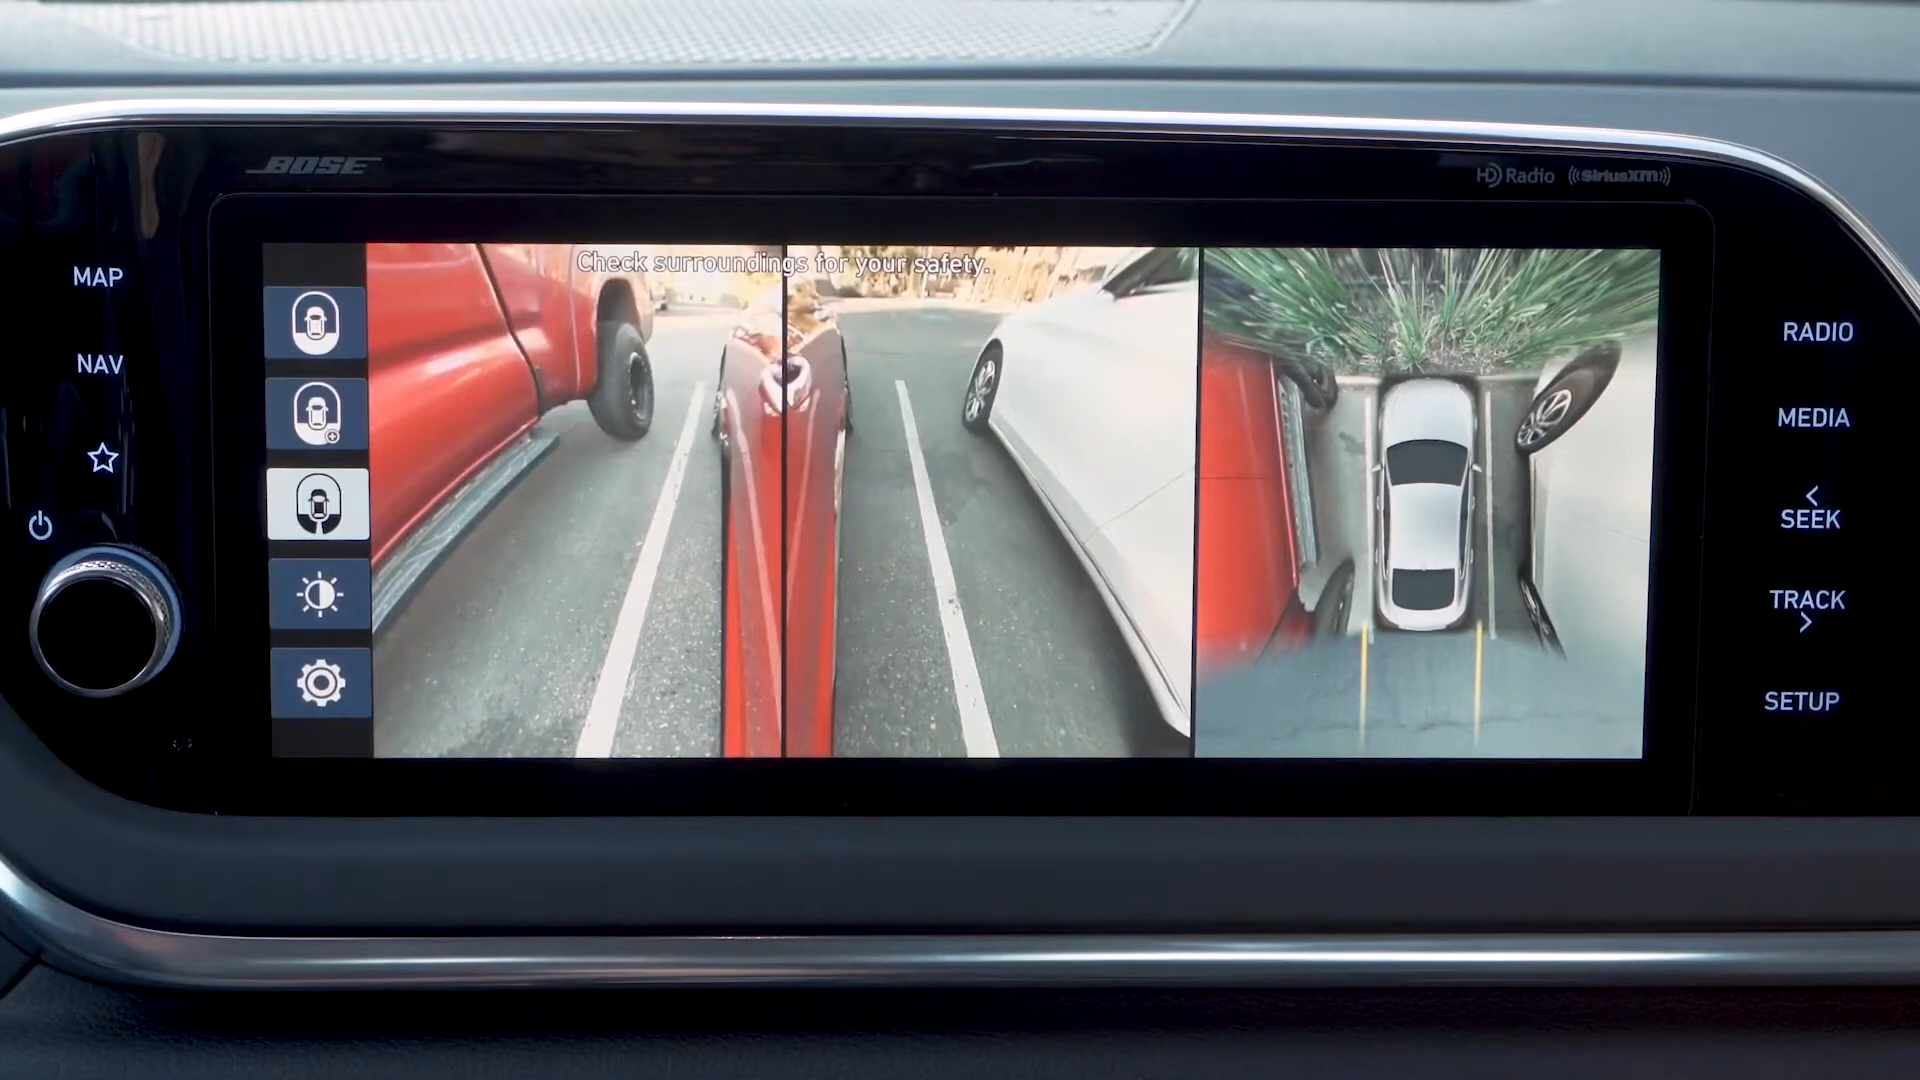 BOSE
HD Radio
((SiriusXM))
MAP
NAV
Check surroundings for your safety.
RADIO
MEDIA
<
SEEK
TRACK
>
SETUP